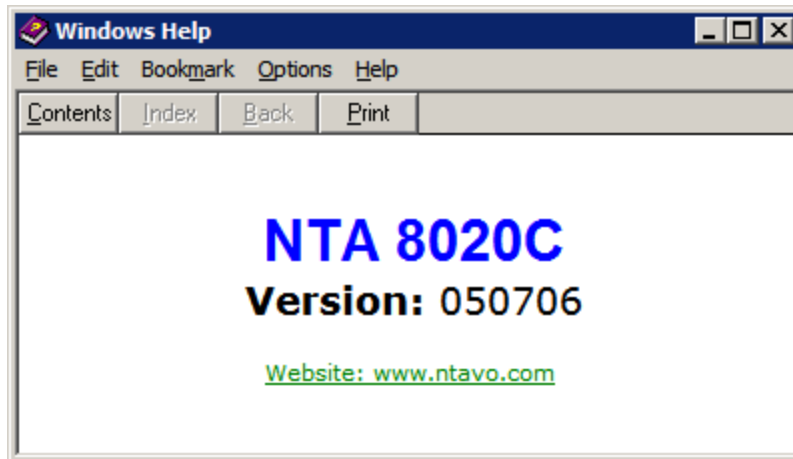 Windows Help
File Edit Bookmark Options Help
Contents Index Back Print
NTA 8020C
Version: 050706
Website: www.ntavo.com